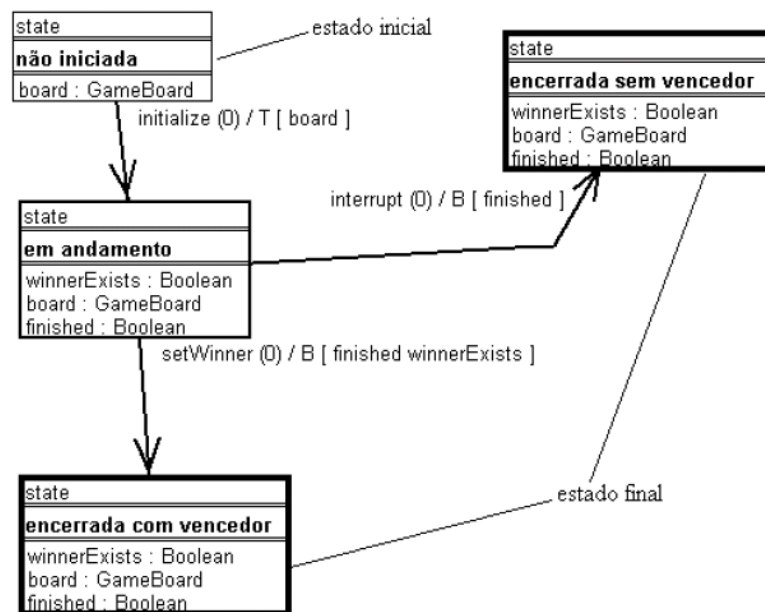 state
não iniciada
board : GameBoard
estado inicial
initialize (0) / T [ board ]
state
encerrada sem vencedor
winnerExists : Boolean
board : GameBoard
finished : Boolean
interrupt (0) / B [ finished ]
state
em andamento
winnerExists : Boolean
board : GameBoard
finished : Boolean
setWinner (0) / B [ finished winnerExists ]
state
encerrada com vencedor
winnerExists : Boolean
board : GameBoard
finished : Boolean
estado final